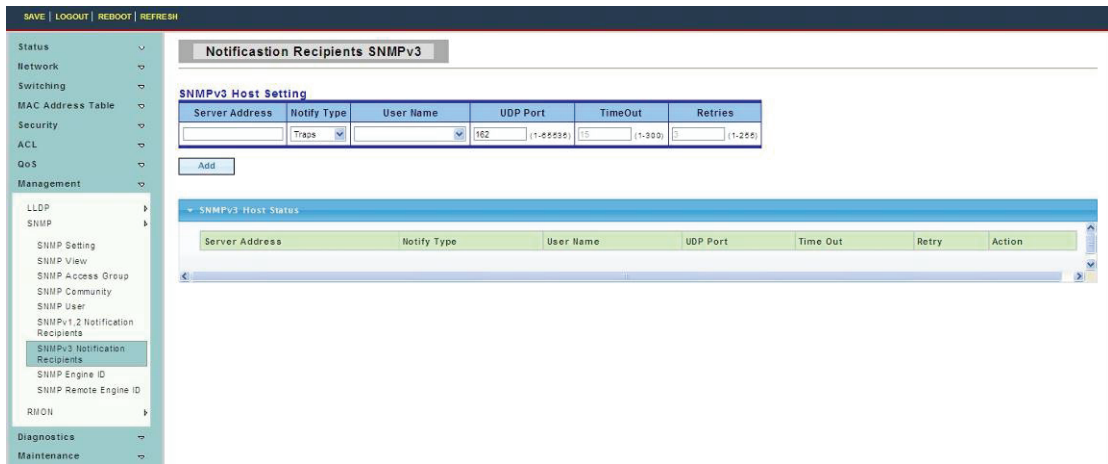 SAVE | LOGOUT | REBOOT | REFRESH
Status
Network
Switching
MAC Address Table
Security
ACL
QoS
Management
LLDP
SNMP
SNMP Setting
SNMP View
SNMP Access Group
SNMP Community
SNMP User
SNMPv1,2 Notification
Recipients
SNMPv3 Notification
Recipients
SNMP Engine ID
SNMP Remote Engine ID
RMON
Diagnostics
Maintenance
Notificastion Recipients SNMPv3
SNMPv3 Host Setting
Server Address Notify Type User Name UDP Port TimeOut Retries
Traps 162 (1-65535) 15 (1-300) 3 (1-255)
Add
SNMPv3 Host Status
Server Address Notify Type User Name UDP Port Time Out Retry Action